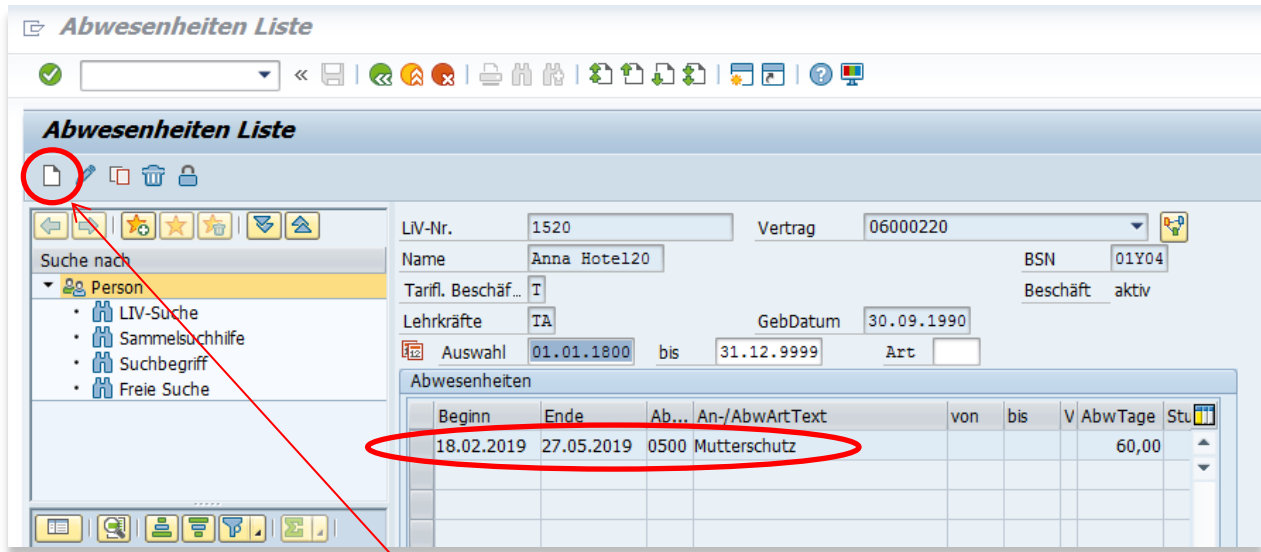 Abwesenheiten Liste
Abwesenheiten Liste
LiV-Nr. 1520 Vertrag 06000220
Suche nach
Name Anna Hotel20 BSN 01Y04
Person
Tarifl. Beschäf... T Beschäft aktiv
LIV-Suche
Lehrkräfte TA GebDatum 30.09.1990
Sammelsuchhilfe
12 Auswahl 01.01.1800 bis 31.12.9999 Art
Suchbegriff
Freie Suche
Abwesenheiten
Beginn Ende Ab... An-/AbwArtText von bis V AbwTage Stu
18.02.2019 27.05.2019 0500 Mutterschutz 60,00